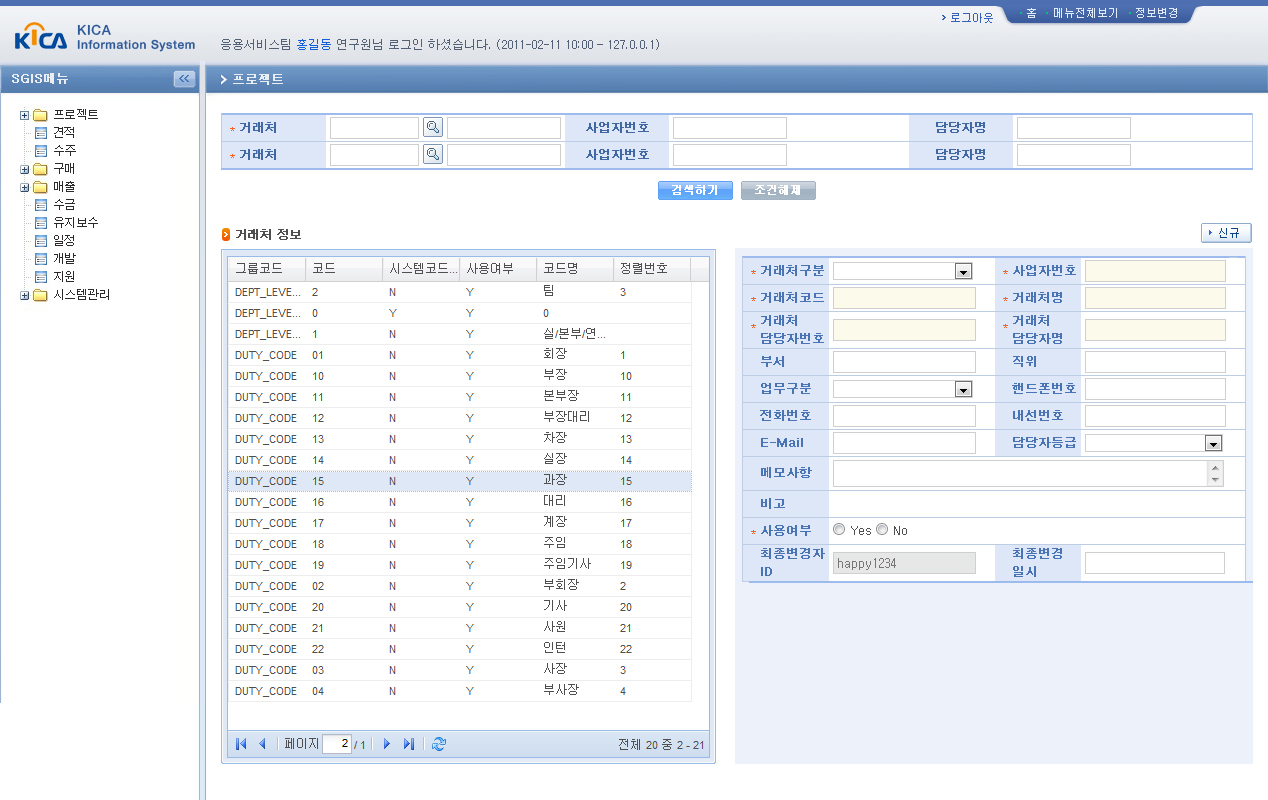 로그아웃 홈 메뉴전체보기 정보변경
KICA KICA
Information System
응용서비스팀 홍길동 연구원님 로그인 하셨습니다. (2011-02-11 10:00 - 127.0.0.1)
SGIS메뉴
프로젝트
견적
수주
구매
매출
수금
유지보수
일정
개발
지원
시스템관리
프로젝트
* 거래처 사업자번호 담당자명
* 거래처 사업자번호 담당자명
검색하기 조건해제
거래처 정보
신규
그룹코드 코드 시스템코드... 사용여부 코드명 정렬번호
DEPT_LEVE... 2 N Y 팀 3
DEPT_LEVE... 0 Y Y 0
DEPT_LEVE... 1 N Y 실/본부/연...
DUTY_CODE 01 N Y 회장 1
DUTY_CODE 10 N Y 부장 10
DUTY_CODE 11 N Y 본부장 11
DUTY_CODE 12 N Y 부장대리 12
DUTY_CODE 13 N Y 차장 13
DUTY_CODE 14 N Y 실장 14
DUTY_CODE 15 N Y 과장 15
DUTY_CODE 16 N Y 대리 16
DUTY_CODE 17 N Y 계장 17
DUTY_CODE 18 N Y 주임 18
DUTY_CODE 19 N Y 주임기사 19
DUTY_CODE 02 N Y 부회장 2
DUTY_CODE 20 N Y 기사 20
DUTY_CODE 21 N Y 사원 21
DUTY_CODE 22 N Y 인턴 22
DUTY_CODE 03 N Y 사장 3
DUTY_CODE 04 N Y 부사장 4
페이지 2 / 1 전체 20 중 2 - 21
* 거래처구분 * 사업자번호
* 거래처코드 * 거래처명
* 거래처 담당자번호 * 거래처 담당자명
부서 직위
업무구분 핸드폰번호
전화번호 내선번호
E-Mail 담당자등급
메모사항
비고
* 사용여부 Yes No
최종변경자 ID happy1234 최종변경 일시